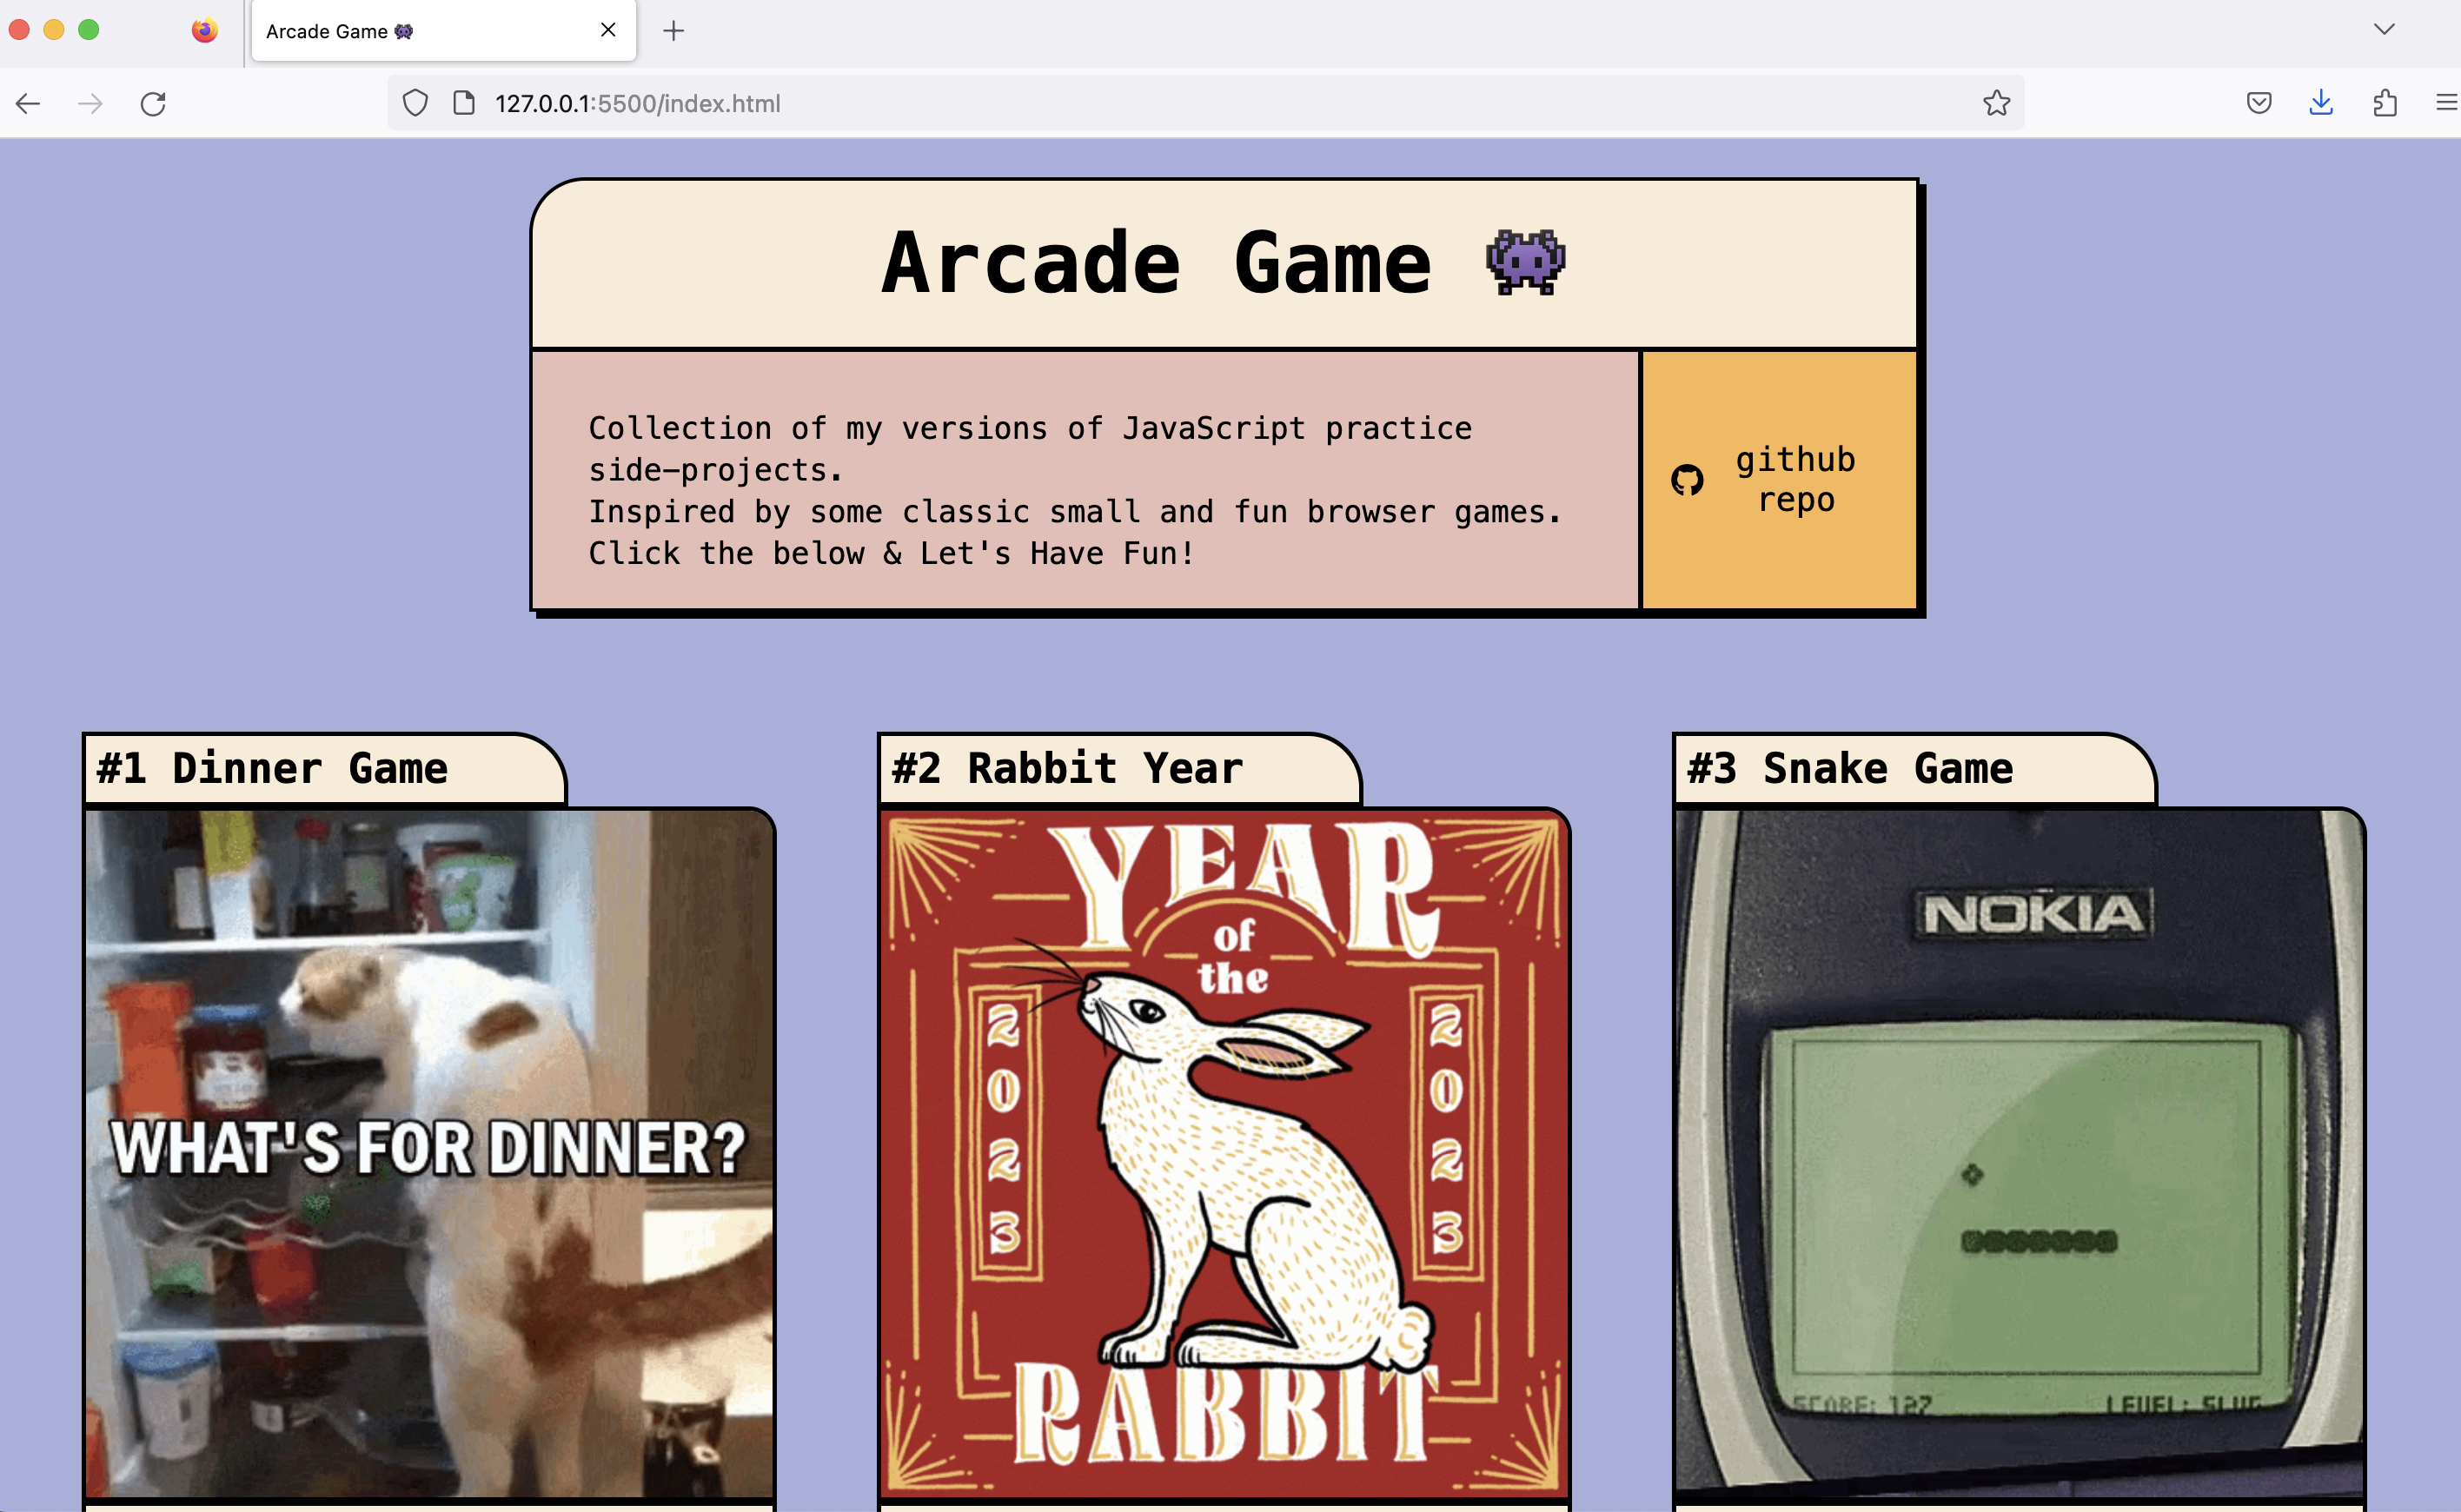 Arcade Game 👾
127.0.0.1:5500/index.html
Arcade Game 👾
Collection of my versions of JavaScript practice
side-projects.
Inspired by some classic small and fun browser games.
Click the below & Let's Have Fun!
github
repo
#1 Dinner Game
WHAT'S FOR DINNER?
#2 Rabbit Year
YEAR
of
the
2023
2023
RABBIT
#3 Snake Game
NOKIA
SCORE: 127 LEVEL: SLUG